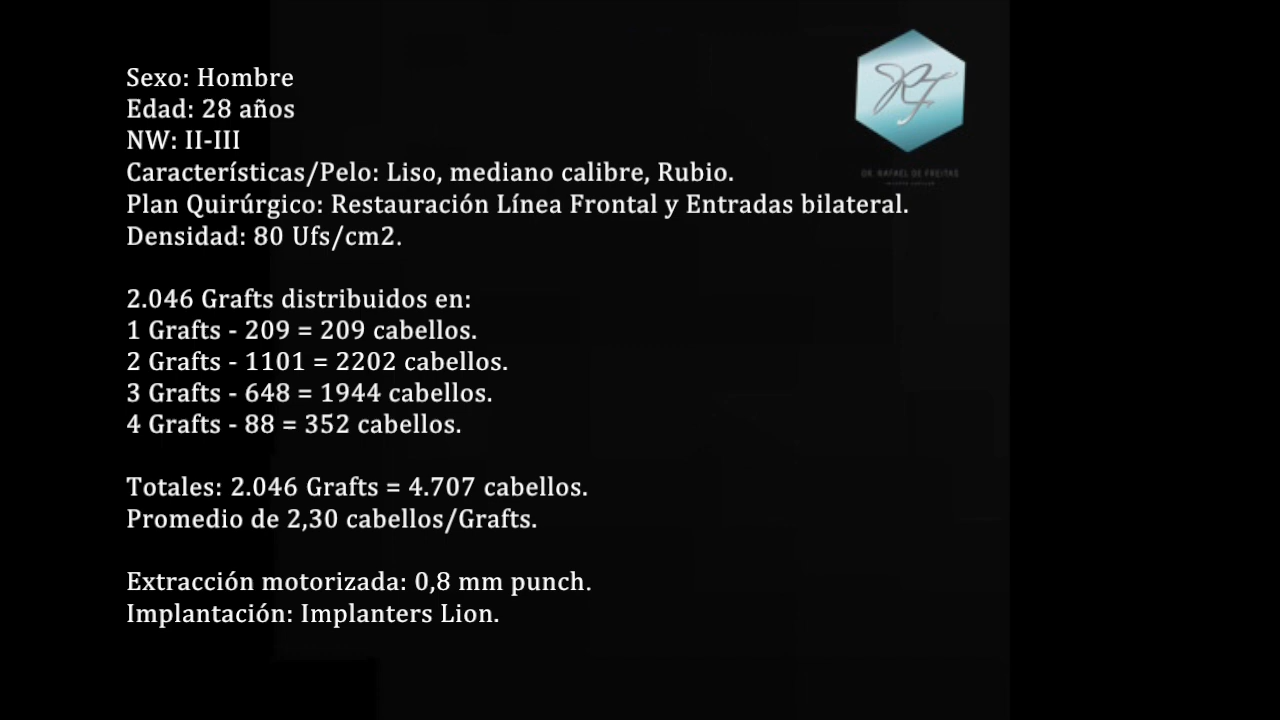 Sexo: Hombre
Edad: 28 años
NW: II-III
Características/Pelo: Liso, mediano calibre, Rubio.
Plan Quirúrgico: Restauración Línea Frontal y Entradas bilateral.
Densidad: 80 Ufs/cm2.
2.046 Grafts distribuidos en:
1 Grafts - 209 = 209 cabellos.
2 Grafts - 1101 = 2202 cabellos.
3 Grafts - 648 = 1944 cabellos.
4 Grafts - 88 = 352 cabellos.
Totales: 2.046 Grafts = 4.707 cabellos.
Promedio de 2,30 cabellos/Grafts.
Extracción motorizada: 0,8 mm punch.
Implantación: Implanters Lion.
DR. RAFAEL DE FREITAS